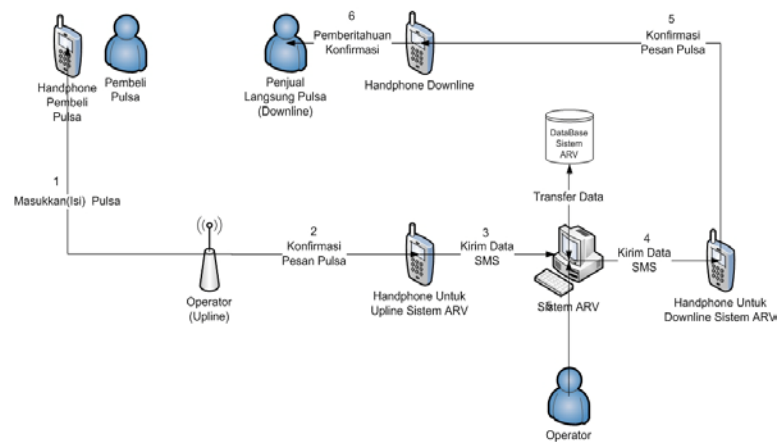 6
Pemberitahuan
Konfirmasi
5
Konfirmasi
Pesan Pulsa
Handphone
Pembeli
Pulsa
Pembeli
Pulsa
Penjual
Langsung Pulsa
(Downline)
Handphone Downline
DataBase
Sistem
ARV
1
Masukkan(Isi) Pulsa
Transfer Data
2
Konfirmasi
Pesan Pulsa
3
Kirim Data
SMS
4
Kirim Data
SMS
Operator
(Upline)
Handphone Untuk
Upline Sistem ARV
Sistem ARV
Handphone Untuk
Downline Sistem ARV
Operator